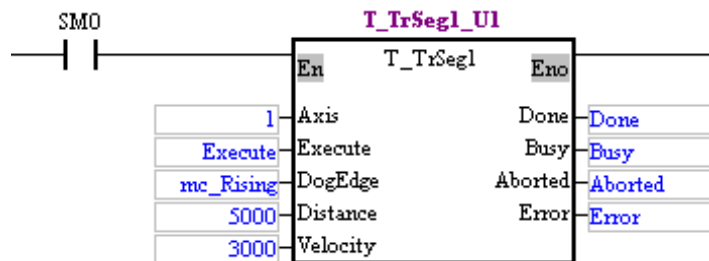 SM0
T_TrSeg1_U1
En T_TrSeg1 Eno
1 Axis Done Done
Execute Execute Busy Busy
mc_Rising DogEdge Aborted Aborted
5000 Distance Error Error
3000 Velocity